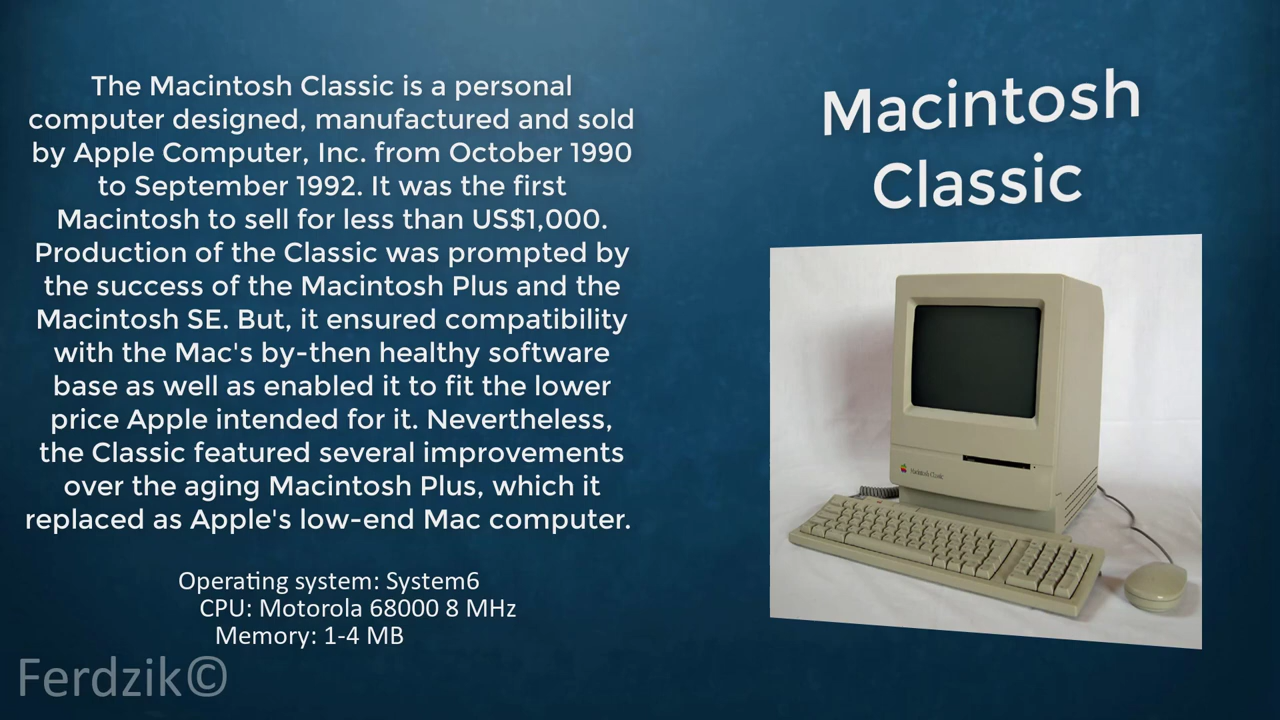 The Macintosh Classic is a personal
computer designed, manufactured and sold
by Apple Computer, Inc. from October 1990
to September 1992. It was the first
Macintosh to sell for less than US$1,000.
Production of the Classic was prompted by
the success of the Macintosh Plus and the
Macintosh SE. But, it ensured compatibility
with the Mac's by-then healthy software
base as well as enabled it to fit the lower
price Apple intended for it. Nevertheless,
the Classic featured several improvements
over the aging Macintosh Plus, which it
replaced as Apple's low-end Mac computer.
Operating system: System6
CPU: Motorola 68000 8 MHz
Memory: 1-4 MB
Ferdzik©
Macintosh
Classic
Macintosh Classic